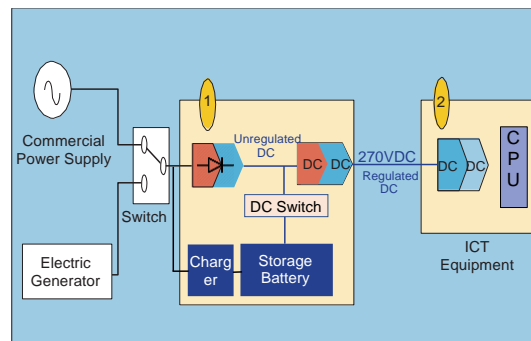 1
2
Commercial
Power Supply
Switch
Electric
Generator
Unregulated
DC
DC
DC
DC Switch
Charg
er
Storage
Battery
270VDC
Regulated
DC
DC
DC
C
P
U
ICT
Equipment